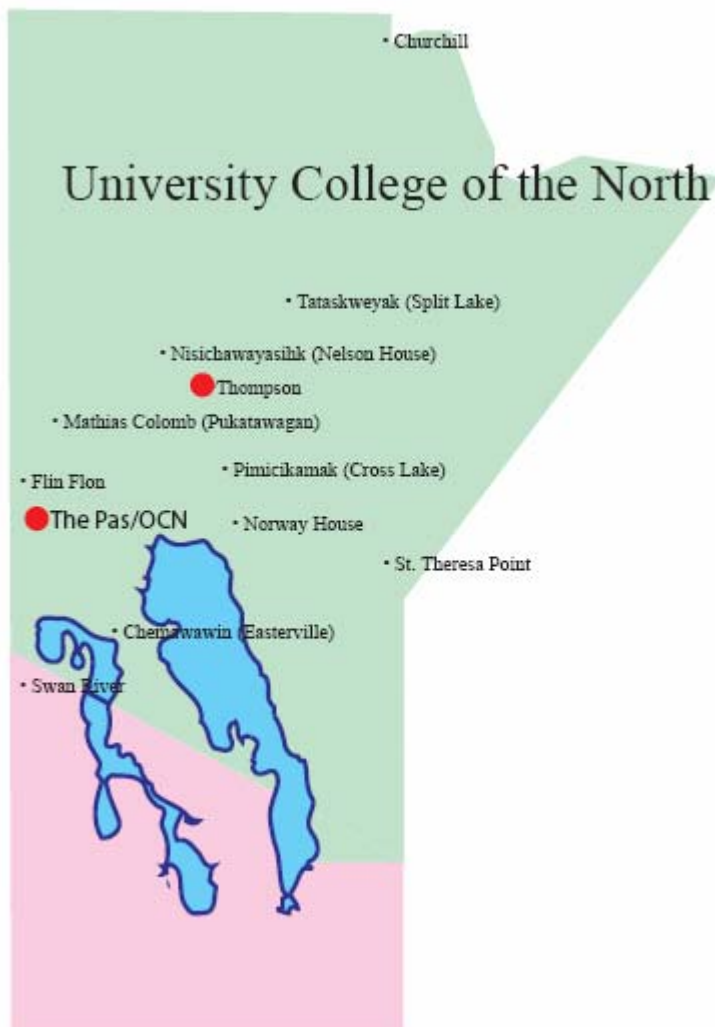 • Churchill
University College of the North
• Tataskweyak (Split Lake)
• Nisichawayasihk (Nelson House)
Thompson
• Mathias Colomb (Pukatawagan)
• Pimicikamak (Cross Lake)
• Flin Flon
The Pas/OCN
• Norway House
• St. Theresa Point
• Chemawawin (Easterville)
• Swan River